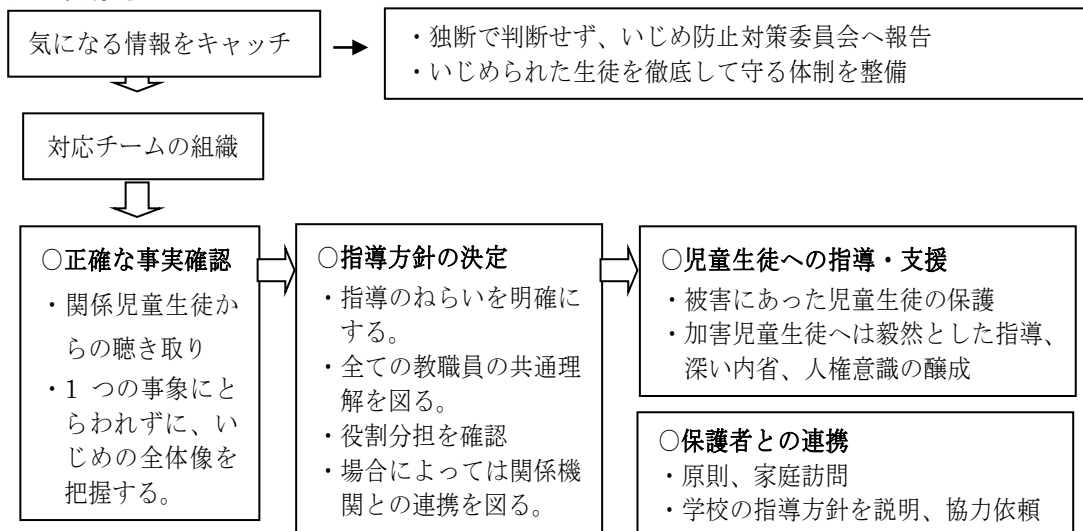 気になる情報をキャッチ
・独断で判断せず、いじめ防止対策委員会へ報告
・いじめられた生徒を徹底して守る体制を整備
対応チームの組織
○正確な事実確認
・関係児童生徒か
らの聴き取り
・1 つの事象にと
らわれずに、い
じめの全体像を
把握する。
○指導方針の決定
・指導のねらいを明確に
する。
・全ての教職員の共通理
解を図る。
・役割分担を確認
・場合によっては関係機
関との連携を図る。
○児童生徒への指導・支援
・被害にあった児童生徒の保護
・加害児童生徒へは毅然とした指導、
深い内省、人権意識の醸成
○保護者との連携
・原則、家庭訪問
・学校の指導方針を説明、協力依頼